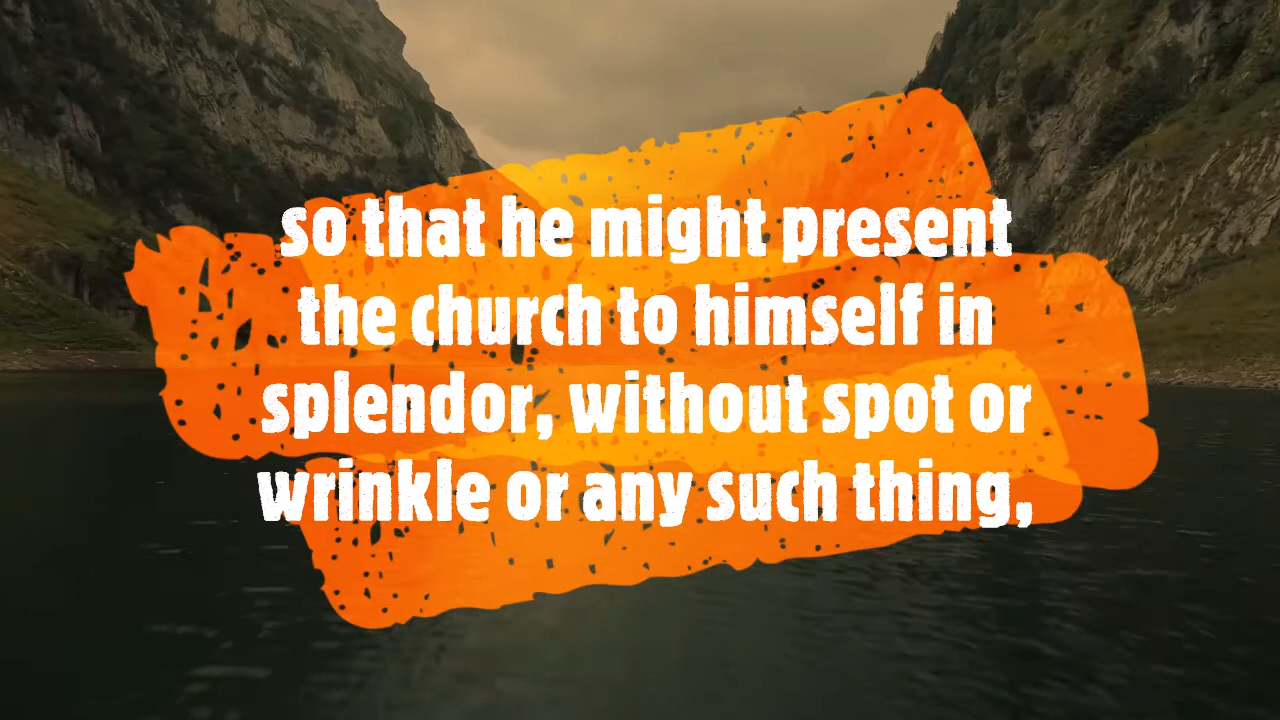 so that he might present
the church to himself in
splendor, without spot or
wrinkle or any such thing,